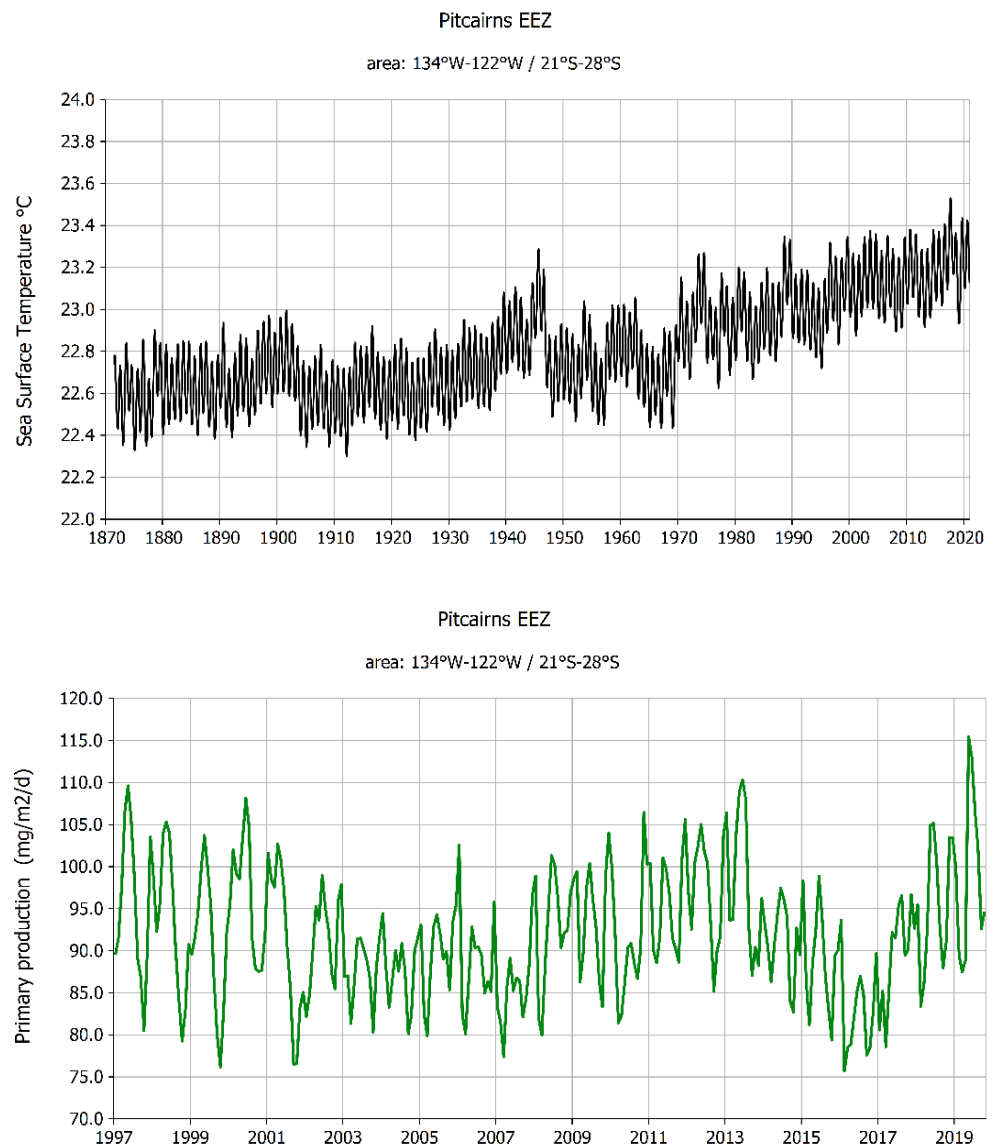 Pitcairns EEZ
area: 134°W-122°W / 21°S-28°S
Sea Surface Temperature °C
24.0
23.8
23.6
23.4
23.2
23.0
22.8
22.6
22.4
22.2
22.0
1870 1880 1890 1900 1910 1920 1930 1940 1950 1960 1970 1980 1990 2000 2010 2020
Pitcairns EEZ
area: 134°W-122°W / 21°S-28°S
Primary production (mg/m2/d)
120.0
115.0
110.0
105.0
100.0
95.0
90.0
85.0
80.0
75.0
70.0
1997 1999 2001 2003 2005 2007 2009 2011 2013 2015 2017 2019